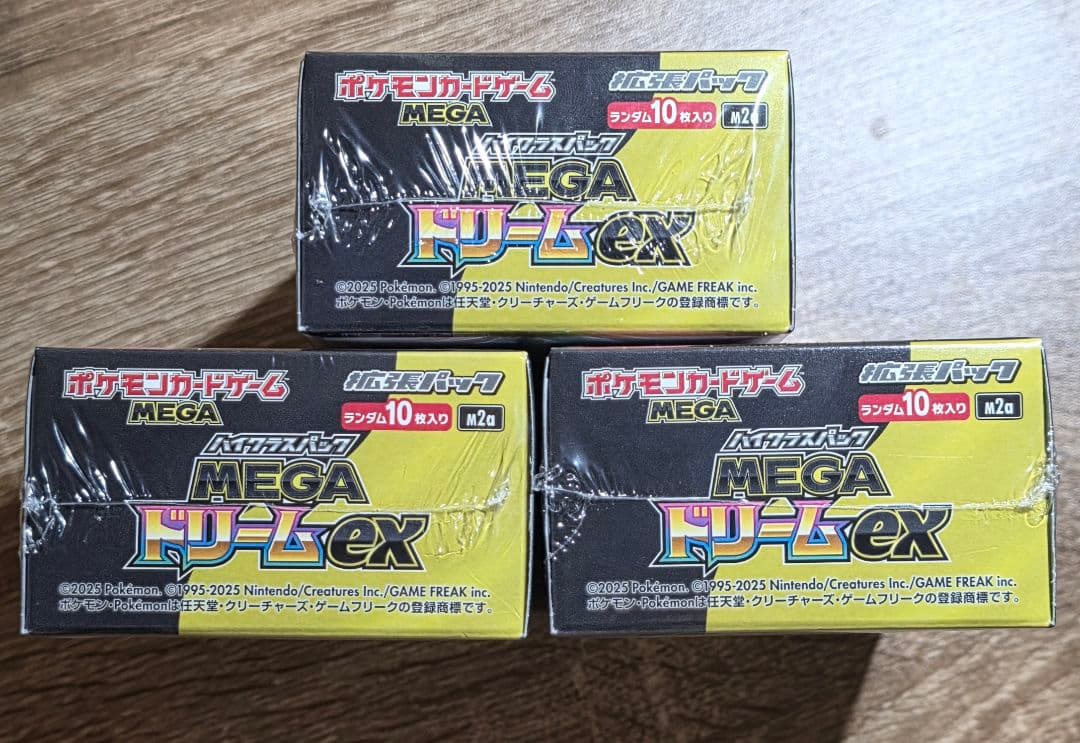 ポケモンカードゲーム
MEGA
拡張パック
ランダム10枚入り M2a
ハイクラスパック
MEGA
ドリームex
©2025 Pokémon. ©1995-2025 Nintendo/Creatures Inc./GAME FREAK inc.
ポケモン・Pokémonは任天堂・クリーチャーズ・ゲームフリークの登録商標です。
ポケモンカードゲーム
MEGA
拡張パック
ランダム10枚入り M2a
ハイクラスパック
MEGA
ドリームex
©2025 Pokémon. ©1995-2025 Nintendo/Creatures Inc./GAME FREAK inc.
ポケモン・Pokémonは任天堂・クリーチャーズ・ゲームフリークの登録商標です。
ポケモンカードゲーム
MEGA
拡張パック
ランダム10枚入り M2a
ハイクラスパック
MEGA
ドリームex
©2025 Pokémon. ©1995-2025 Nintendo/Creatures Inc./GAME FREAK inc.
ポケモン・Pokémonは任天堂・クリーチャーズ・ゲームフリークの登録商標です。